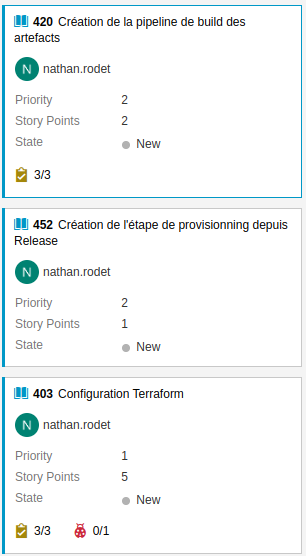 420 Création de la pipeline de build des
artefacts
N nathan.rodet
Priority 2
Story Points 2
State New
3/3
452 Création de l'étape de provisionning depuis
Release
N nathan.rodet
Priority 2
Story Points 1
State New
403 Configuration Terraform
N nathan.rodet
Priority 1
Story Points 5
State New
3/3 0/1